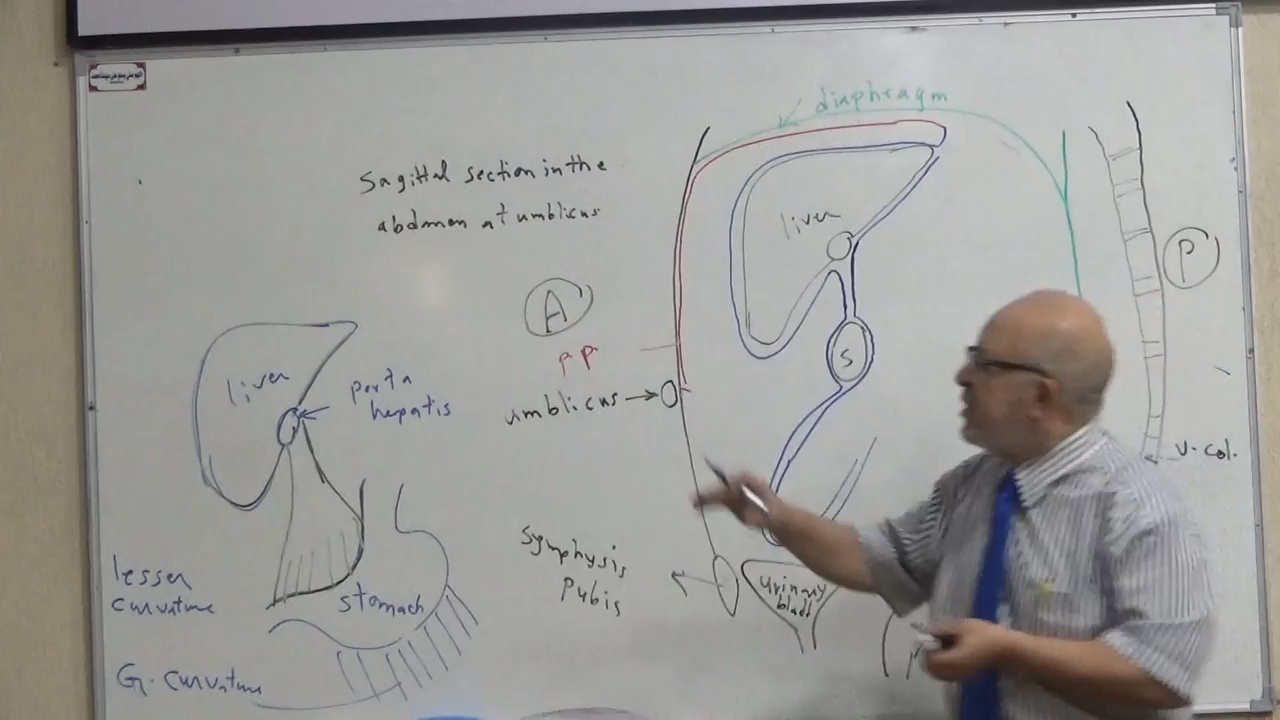 diaphragm
Sagittal section in the
abdomen at umblicus
liver
P
A
PP
umblicus
S
liver
porta
hepatis
v. col.
Symphysis
Pubis
urinary
bladd
lesser
curvature
stomach
G. curvature